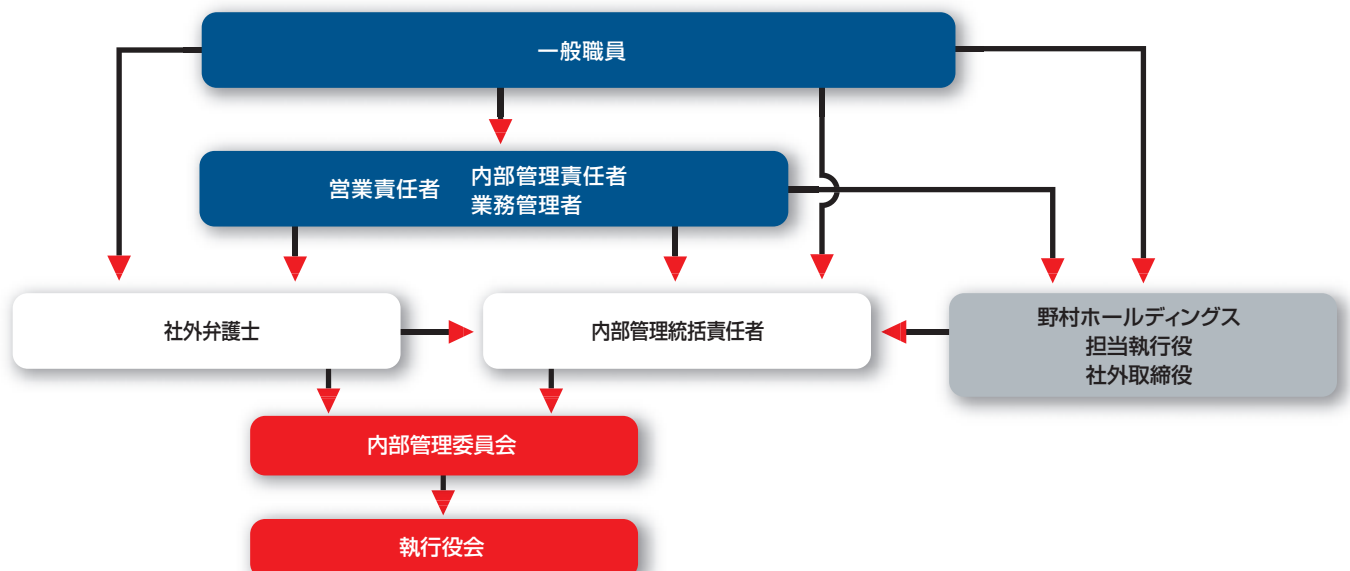 一般職員
営業責任者
内部管理責任者
業務管理者
社外弁護士
内部管理統括責任者
野村ホールディングス
担当執行役
社外取締役
内部管理委員会
執行役会